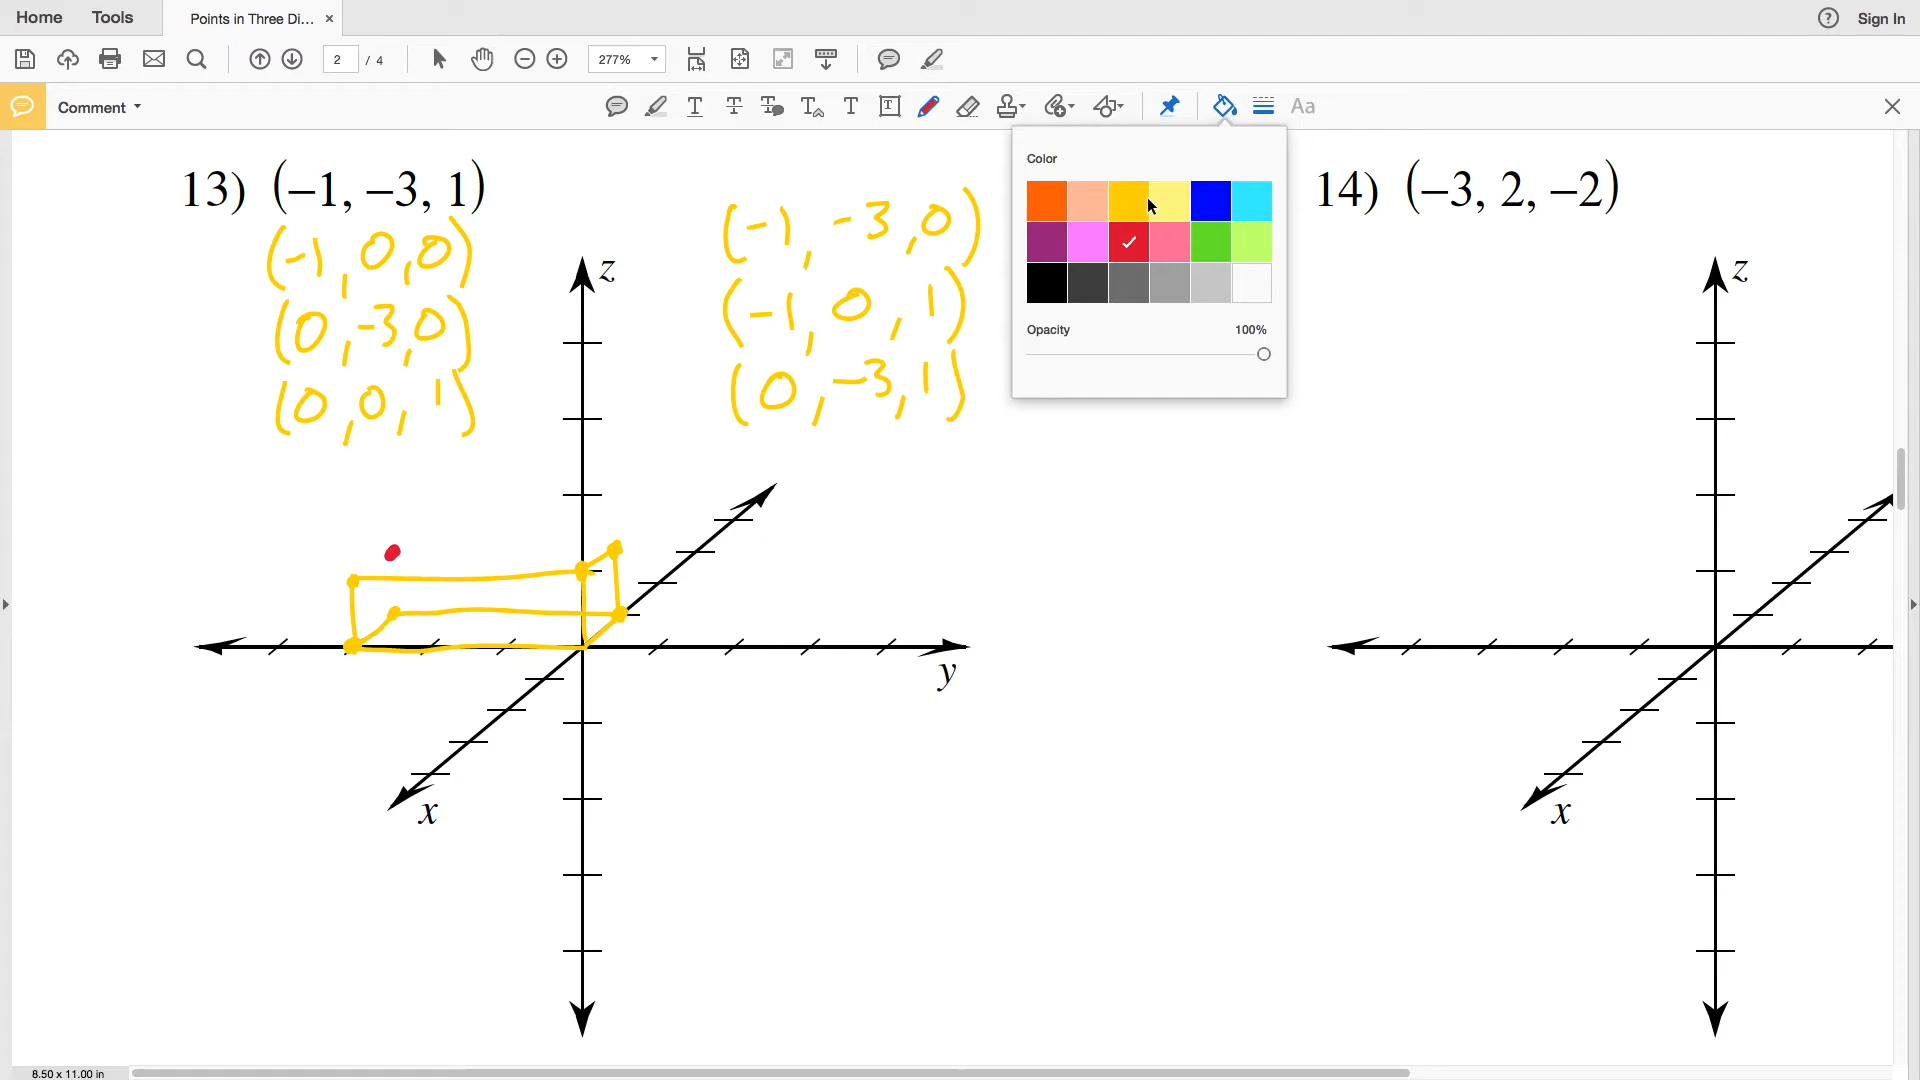 Home Tools Points in Three Di... × ? Sign In
2 / 4 277%
Comment T T T T T T Aa
Color
Opacity 100%
13) (−1, −3, 1)
(-1, 0, 0)
(0, -3, 0)
(0, 0, 1)
(-1, -3, 0)
(-1, 0, 1)
(0, -3, 1)
z
y
x
14) (−3, 2, −2)
z
x
8.50 x 11.00 in